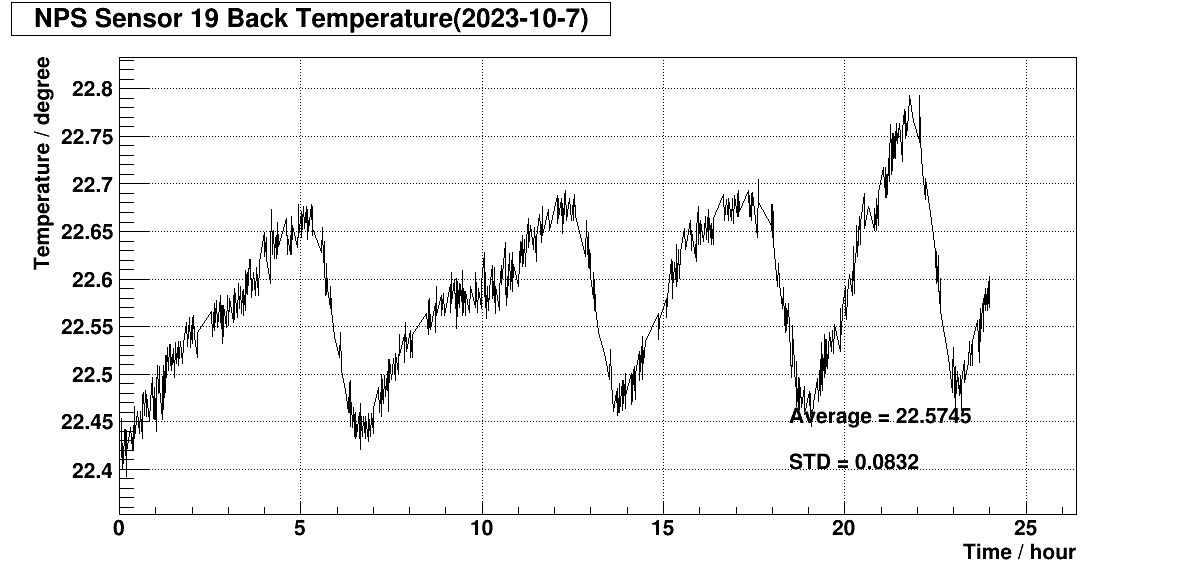 NPS Sensor 19 Back Temperature(2023-10-7)
Temperature / degree
22.8
22.75
22.7
22.65
22.6
22.55
22.5
22.45
22.4
Average = 22.5745
STD = 0.0832
0 5 10 15 20 25
Time / hour